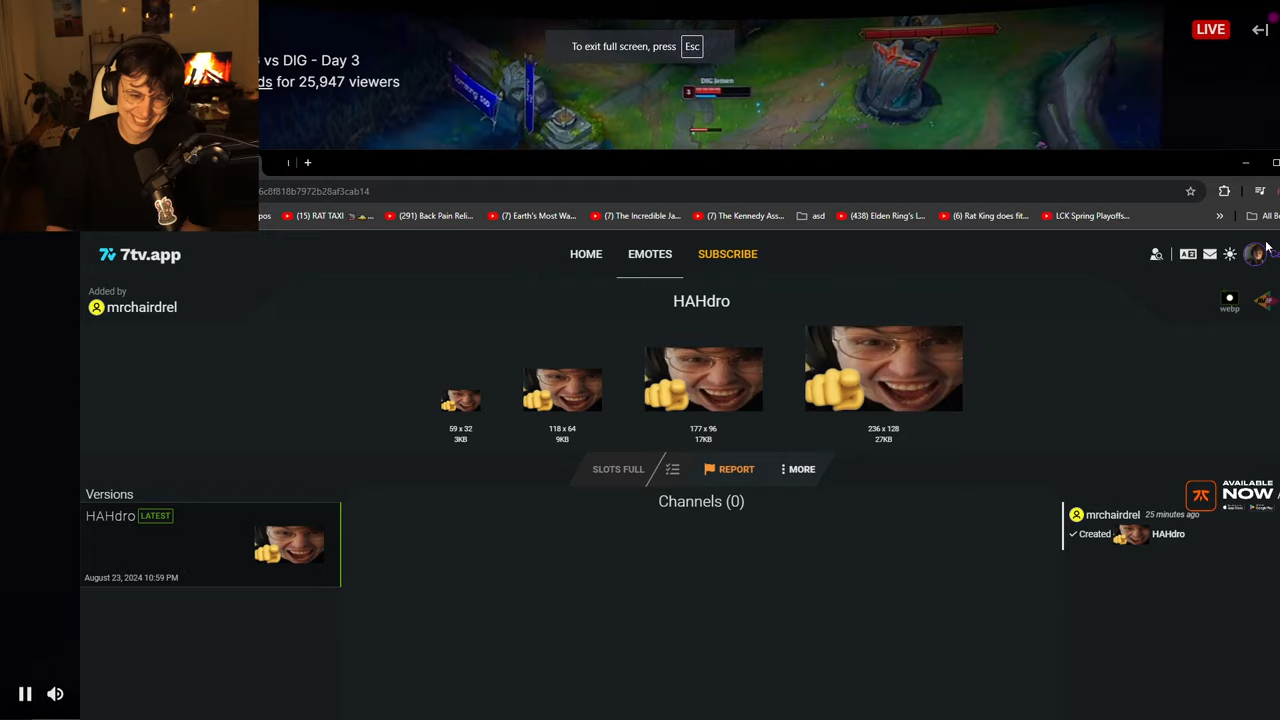 To exit full screen, press Esc
LIVE
vs DIG - Day 3
ds for 25,947 viewers
DIG Jensen
3
+
6c8f818b7972b28af3cab14
pos
(15) RAT TAXI
(291) Back Pain Reli...
(7) Earth's Most Wa...
(7) The Incredible Ja...
(7) The Kennedy Ass...
asd
(438) Elden Ring's L...
(6) Rat King does fit...
LCK Spring Playoffs...
»
All Bo
7tv.app
HOME
EMOTES
SUBSCRIBE
Added by
mrchairdrel
HAHdro
webp
59 x 32
3KB
118 x 64
9KB
177 x 96
17KB
236 x 128
27KB
SLOTS FULL
REPORT
MORE
Versions
HAHdro LATEST
August 23, 2024 10:59 PM
Channels (0)
AVAILABLE
NOW
mrchairdrel 25 minutes ago
Created HAHdro